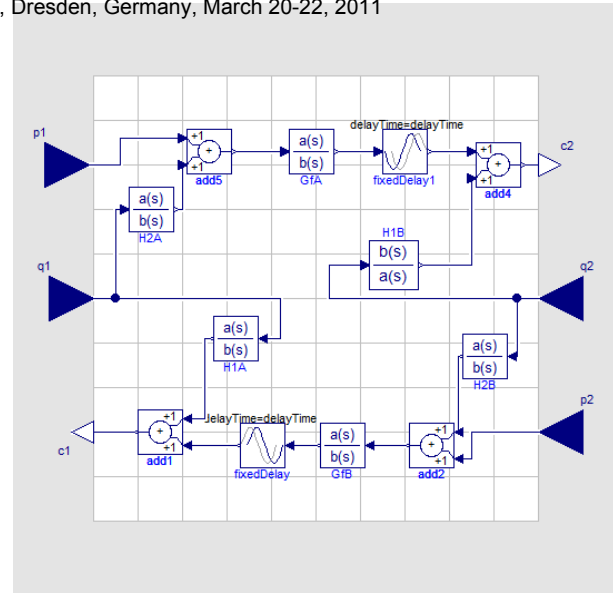 , Dresden, Germany, March 20-22, 2011
delayTime=delayTime
p1
+1
+
+1
add5
a(s)
b(s)
GfA
fixedDelay1
+1
+
+1
add4
c2
a(s)
b(s)
H2A
H1B
b(s)
a(s)
q1
q2
a(s)
b(s)
H1A
a(s)
b(s)
H2B
p2
delayTime=delayTime
+1
+
+1
add1
c1
fixedDelay
a(s)
b(s)
GfB
+1
+
+1
add2